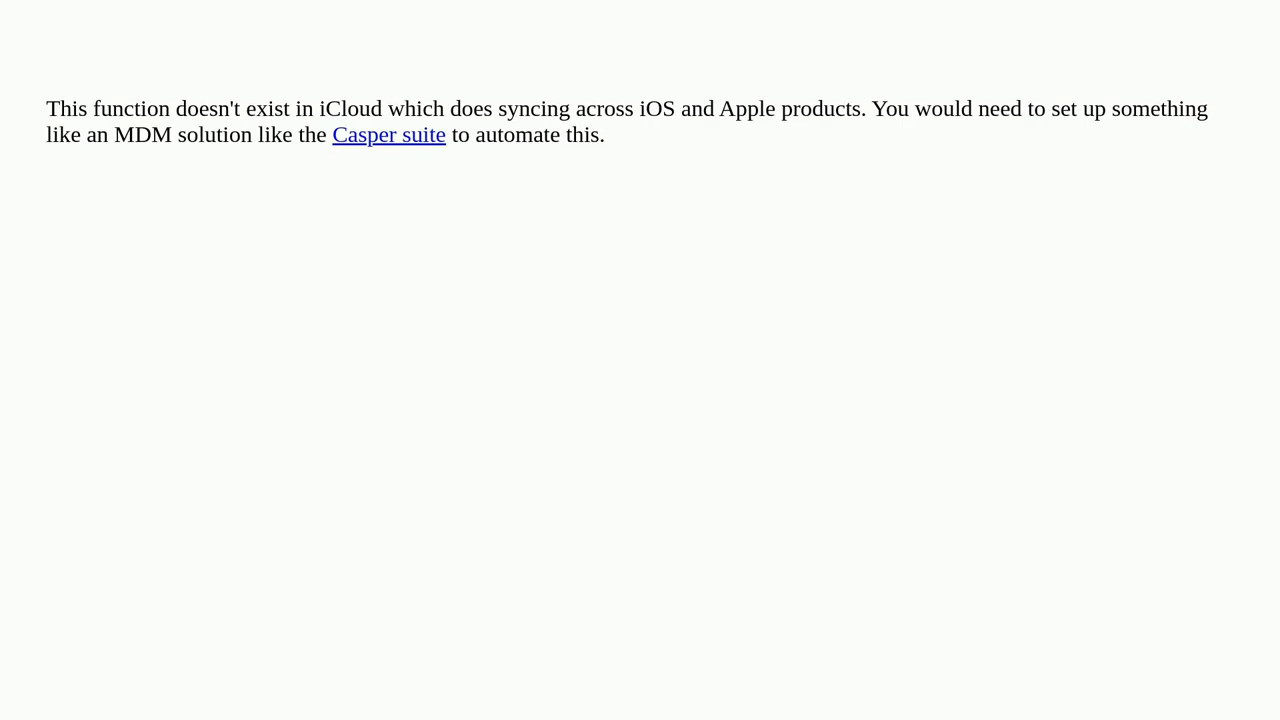 This function doesn't exist in iCloud which does syncing across iOS and Apple products. You would need to set up something
like an MDM solution like the Casper suite to automate this.